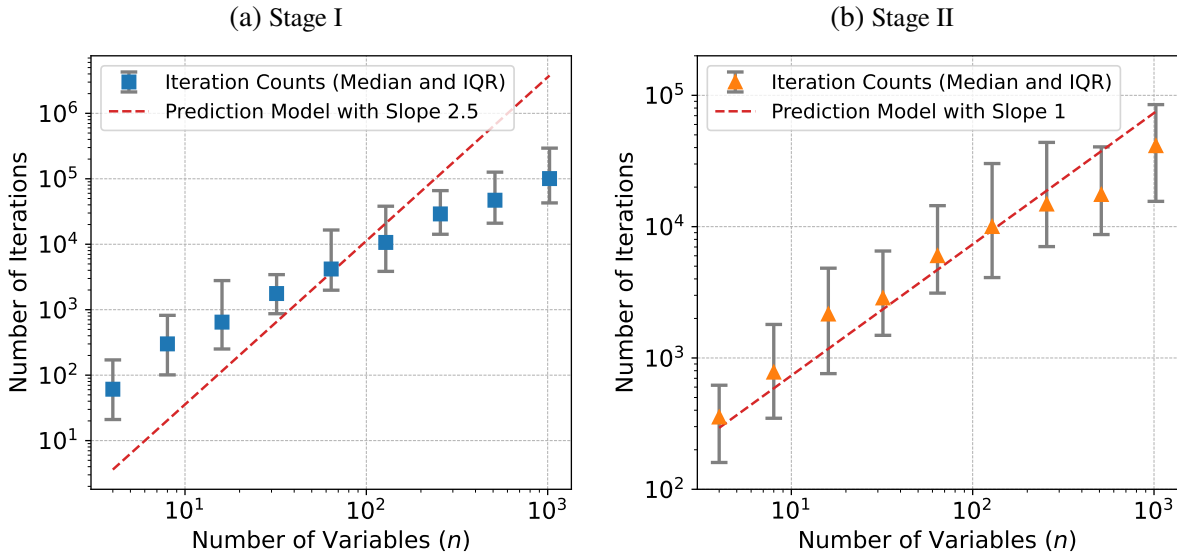 (a) Stage I
Iteration Counts (Median and IQR)
Prediction Model with Slope 2.5
10^6
10^5
10^4
10^3
10^2
10^1
Number of Iterations
10^1
10^2
10^3
Number of Variables (n)
(b) Stage II
Iteration Counts (Median and IQR)
Prediction Model with Slope 1
10^5
10^4
10^3
10^2
Number of Iterations
10^1
10^2
10^3
Number of Variables (n)